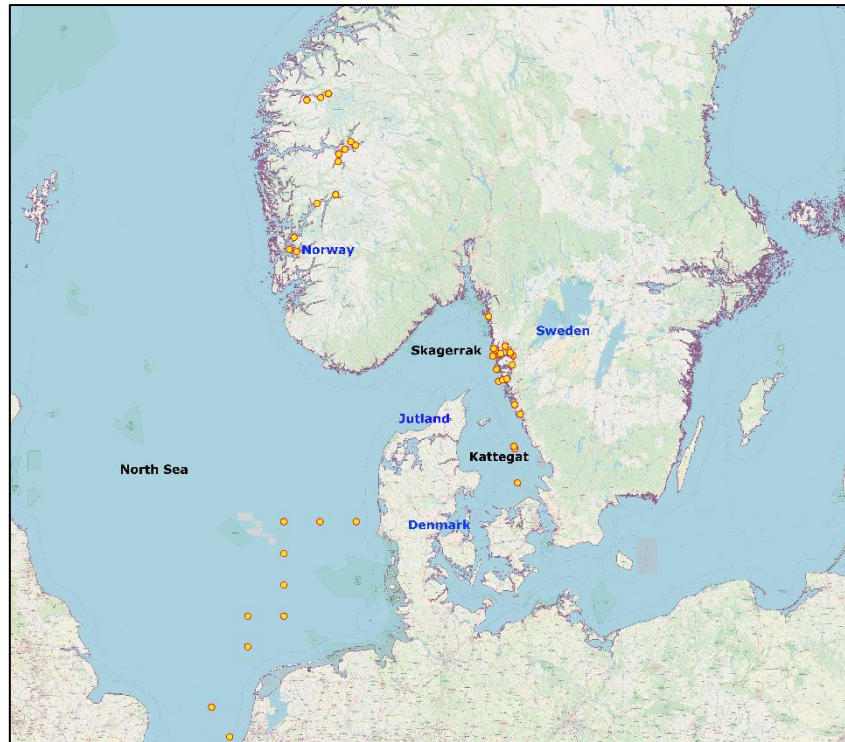 Norway
Sweden
Skagerrak
Jutland
Kattegat
North Sea
Denmark